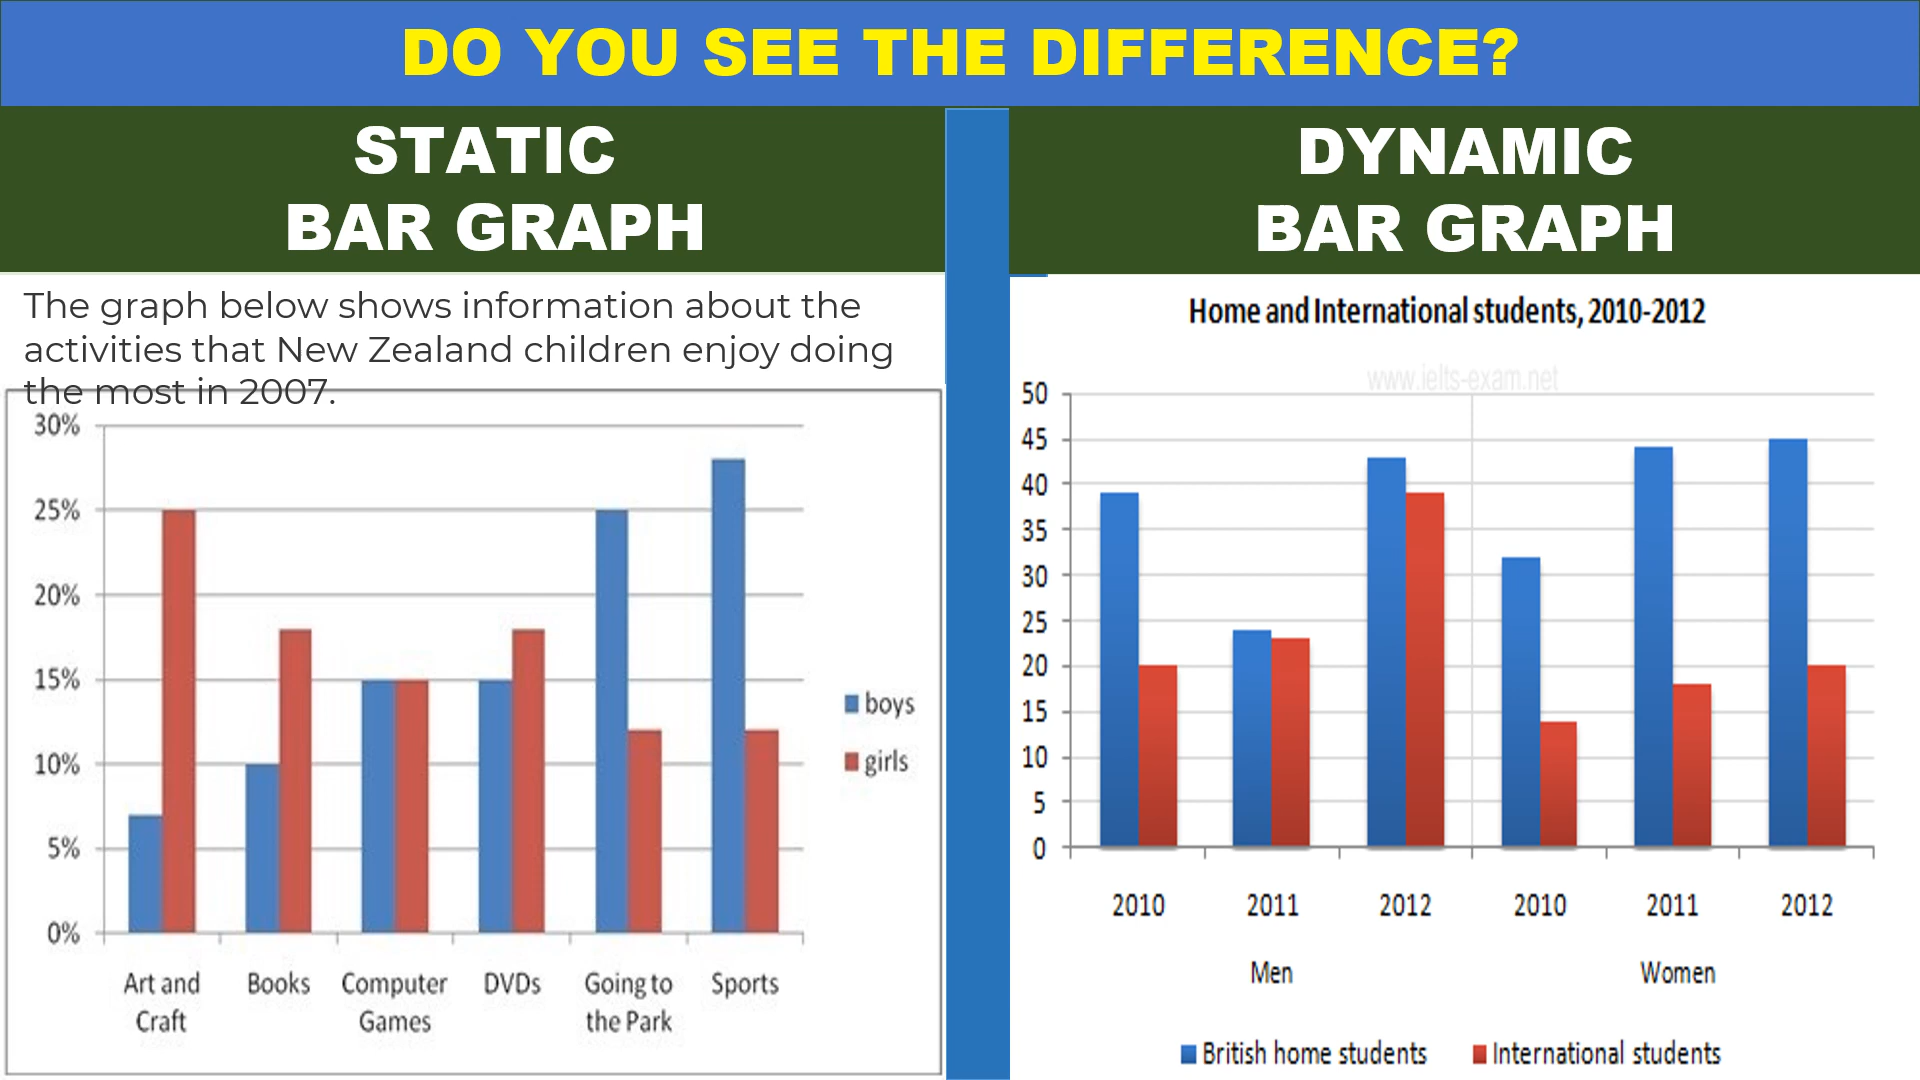 DO YOU SEE THE DIFFERENCE?
STATIC
BAR GRAPH
The graph below shows information about the
activities that New Zealand children enjoy doing
the most in 2007.
30%
25%
20%
15%
10%
5%
0%
Art and
Craft
Books
Computer
Games
DVDs
Going to
the Park
Sports
boys
girls
DYNAMIC
BAR GRAPH
Home and International students, 2010-2012
www.ielts-exam.net
50
45
40
35
30
25
20
15
10
5
0
2010 2011 2012 2010 2011 2012
Men Women
British home students International students